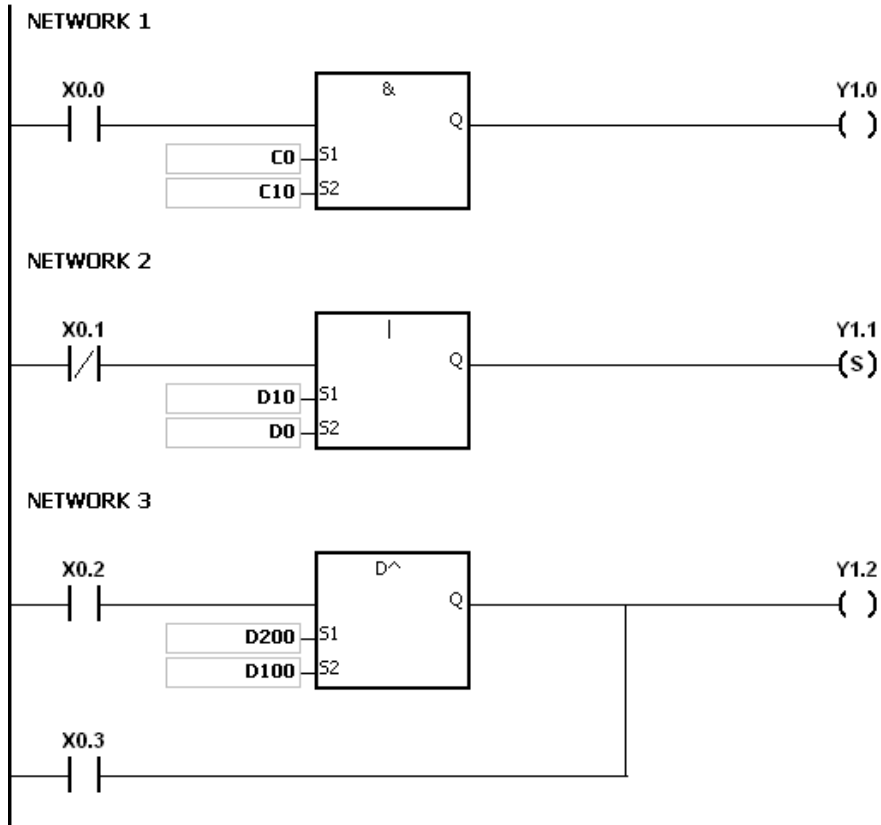 NETWORK 1
X0.0
&
Y1.0
Q
( )
C0 S1
C10 S2
NETWORK 2
X0.1
|
Y1.1
Q
(S)
D10 S1
D0 S2
NETWORK 3
X0.2
D^
Y1.2
Q
( )
D200 S1
D100 S2
X0.3